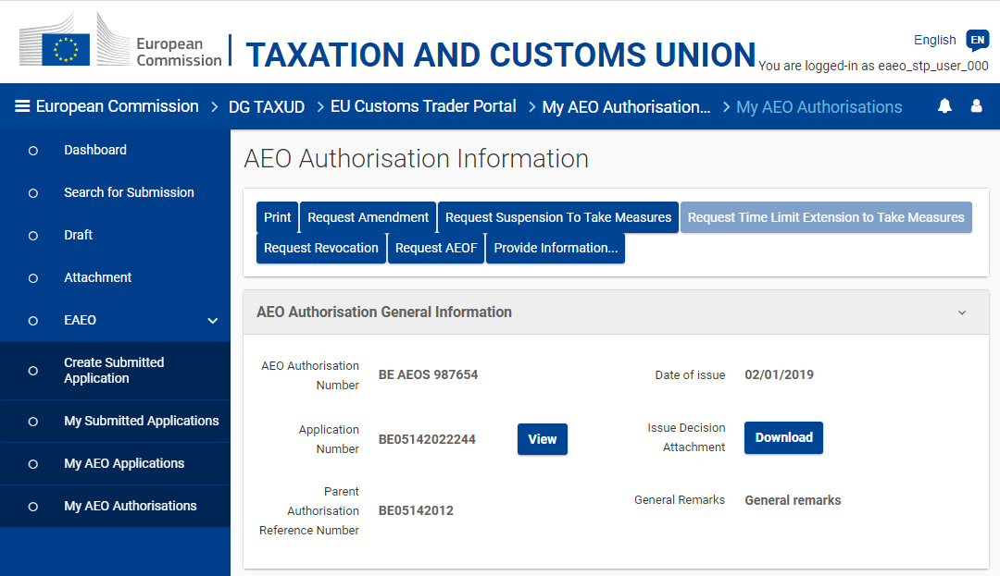 European
Commission
TAXATION AND CUSTOMS UNION
English EN
You are logged-in as eaeo_stp_user_000
European Commission > DG TAXUD > EU Customs Trader Portal > My AEO Authorisation... > My AEO Authorisations
Dashboard
Search for Submission
Draft
Attachment
EAEO
Create Submitted
Application
My Submitted Applications
My AEO Applications
My AEO Authorisations
AEO Authorisation Information
Print Request Amendment Request Suspension To Take Measures Request Time Limit Extension to Take Measures
Request Revocation Request AEOF Provide Information...
AEO Authorisation General Information
AEO Authorisation
Number
BE AEOS 987654
Date of issue 02/01/2019
Application
Number
BE05142022244 View
Issue Decision
Attachment
Download
Parent
Authorisation
Reference Number
BE05142012
General Remarks General remarks